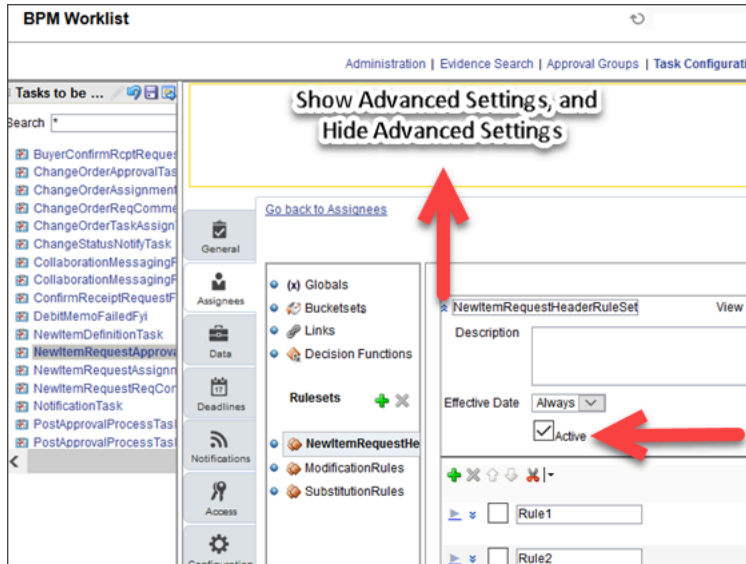 BPM Worklist
Administration | Evidence Search | Approval Groups | Task Configurati
Tasks to be ...
Show Advanced Settings, and
Hide Advanced Settings
Search *
BuyerConfirmRcptReques
ChangeOrderApprovalTas
ChangeOrderAssignment
ChangeOrderReqComme
ChangeOrderTaskAssign
ChangeStatusNotifyTask
CollaborationMessagingF
CollaborationMessagingF
ConfirmReceiptRequestF
DebitMemoFailedFyi
NewItemDefinitionTask
NewItemRequestApprova
NewItemRequestAssignn
NewItemRequestReqCor
NotificationTask
PostApprovalProcessTas
PostApprovalProcessTas
General
Assignees
Data
17
Deadlines
Notifications
Access
Configuration
Go back to Assignees
(x) Globals
Bucketsets
Links
Decision Functions
Rulesets
NewItemRequestHe
ModificationRules
SubstitutionRules
NewItemRequestHeaderRuleSet View
Description
Effective Date Always
Active
Rule1
Rule2